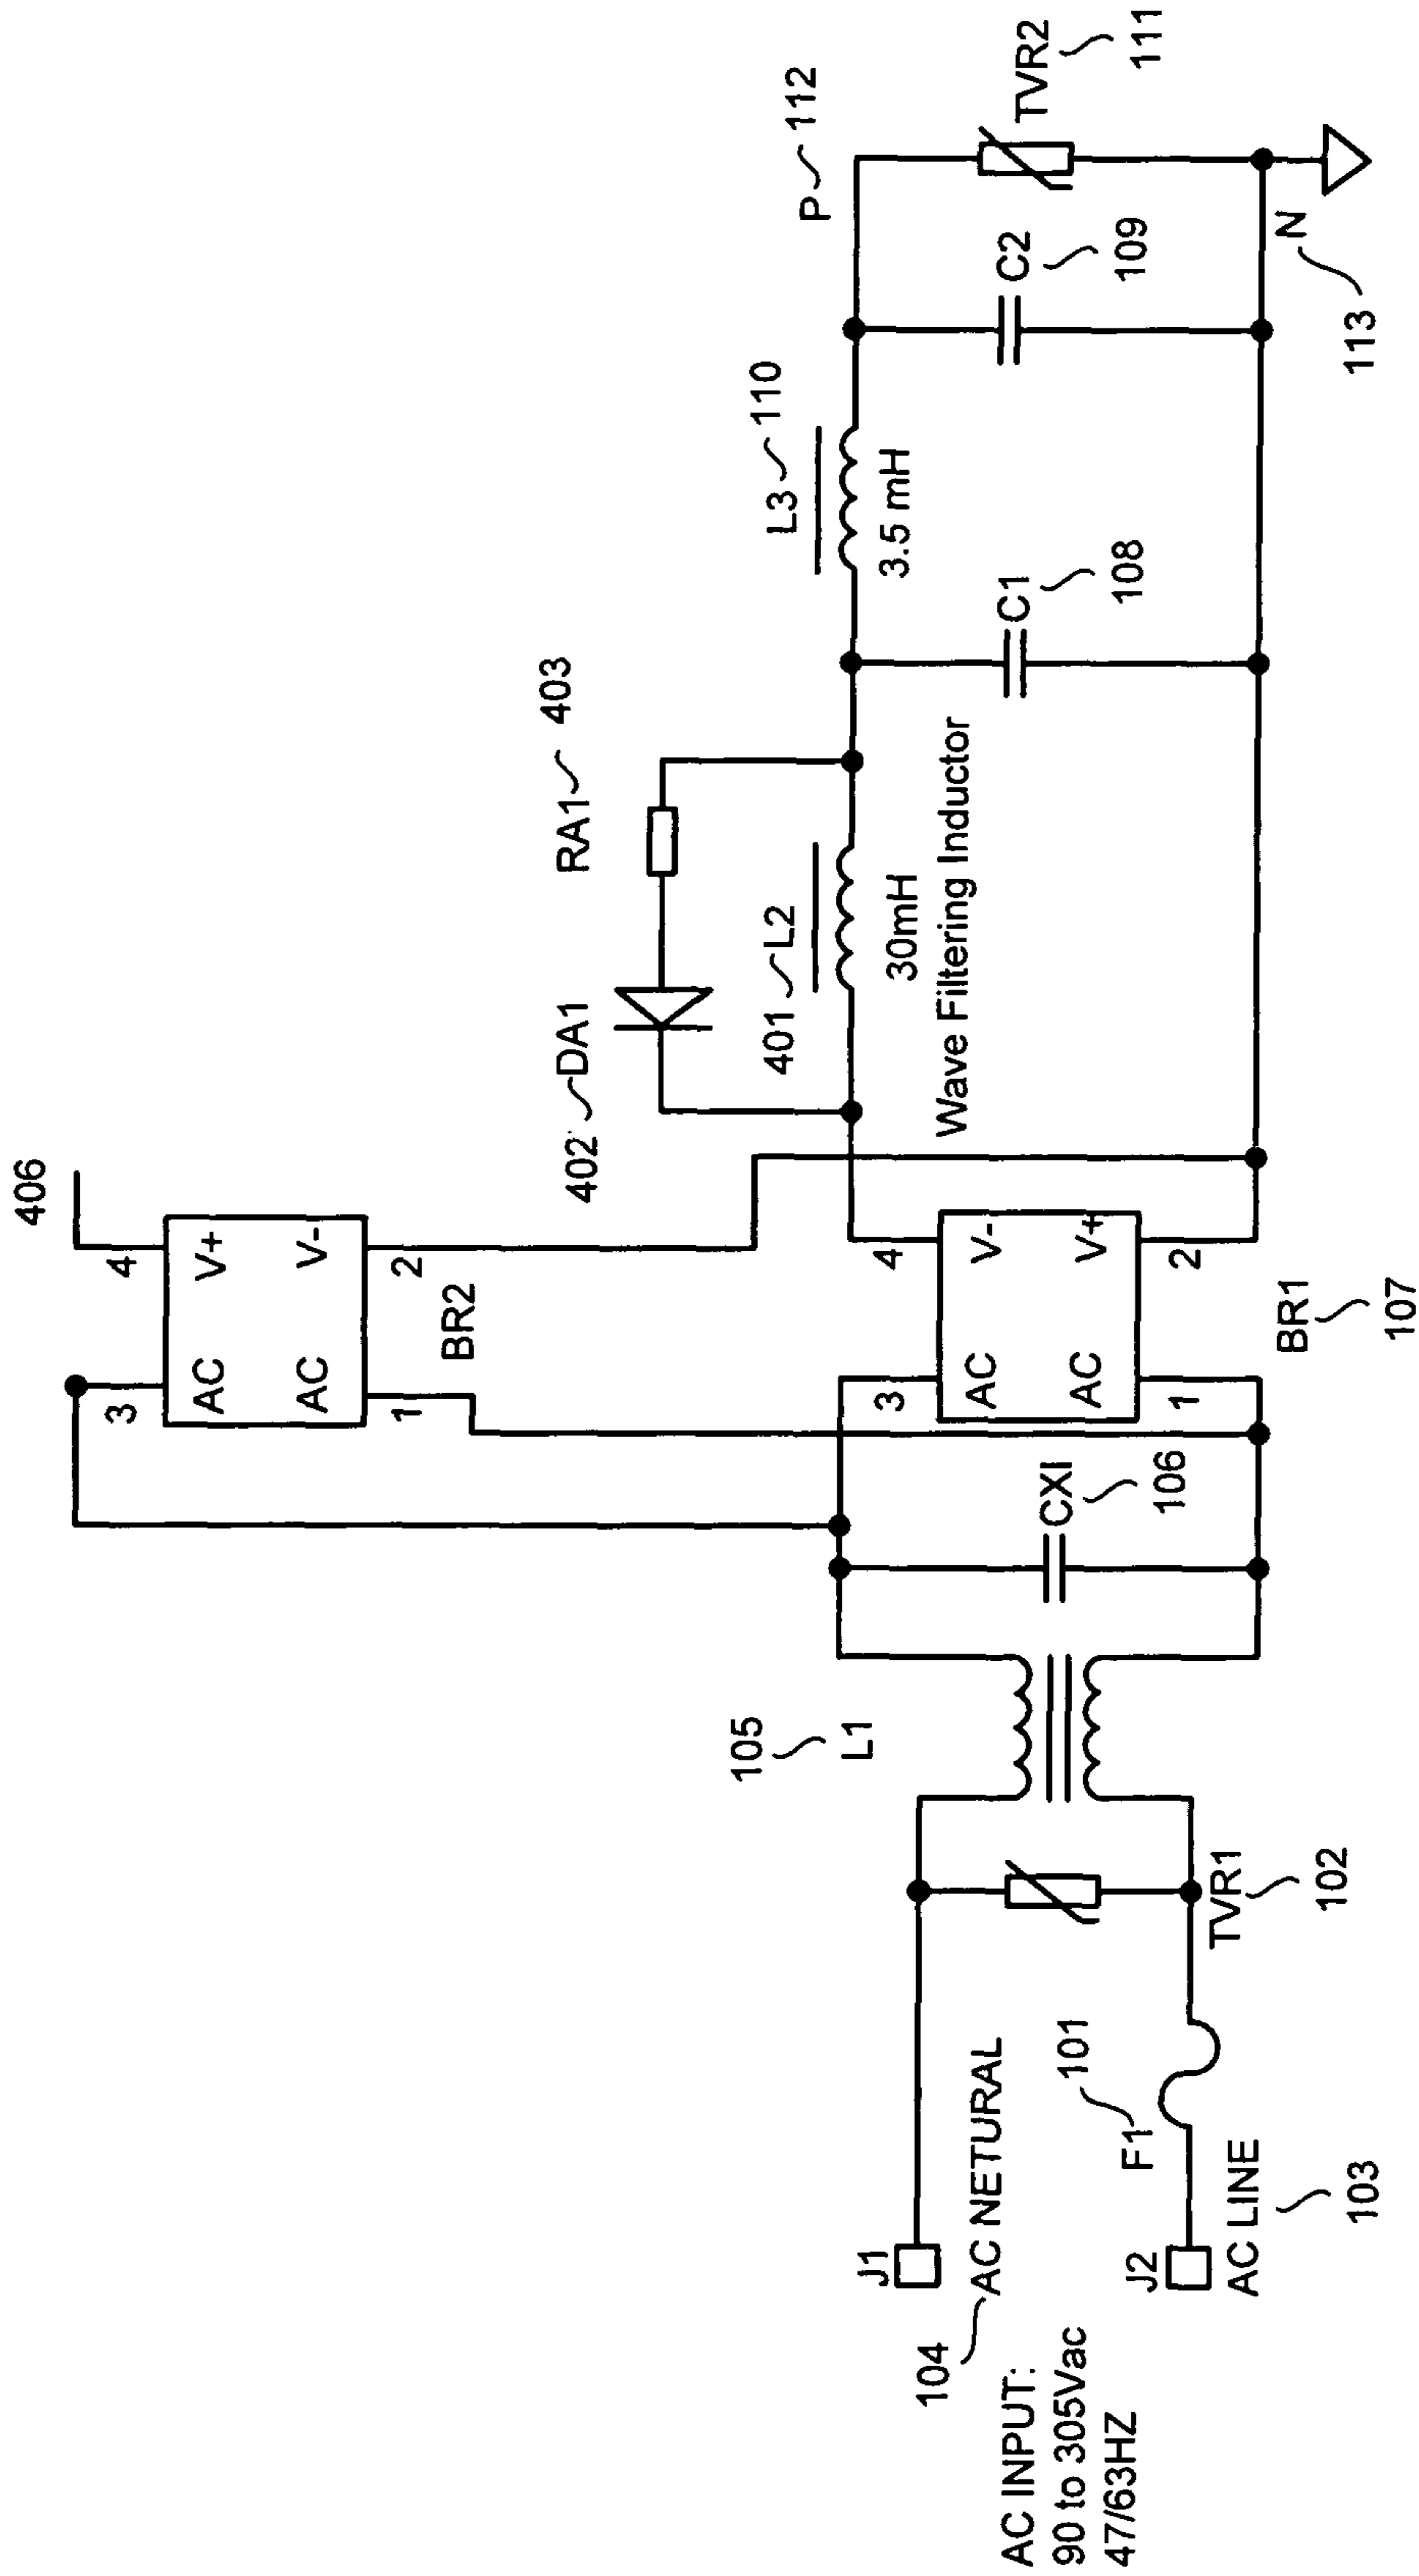 AC INPUT:
90 to 305Vac
47/63HZ
104
AC NETURAL
J1
J2
AC LINE
103
F1
101
TVR1
102
105
L1
CXI
106
3
AC
V+
4
406
AC
V-
1
2
BR2
3
AC
V-
4
AC
V+
1
2
BR1
107
402
DA1
RA1
403
401
L2
30mH
Wave Filtering Inductor
C1
108
L3
110
3.5 mH
C2
109
P
112
TVR2
111
N
113